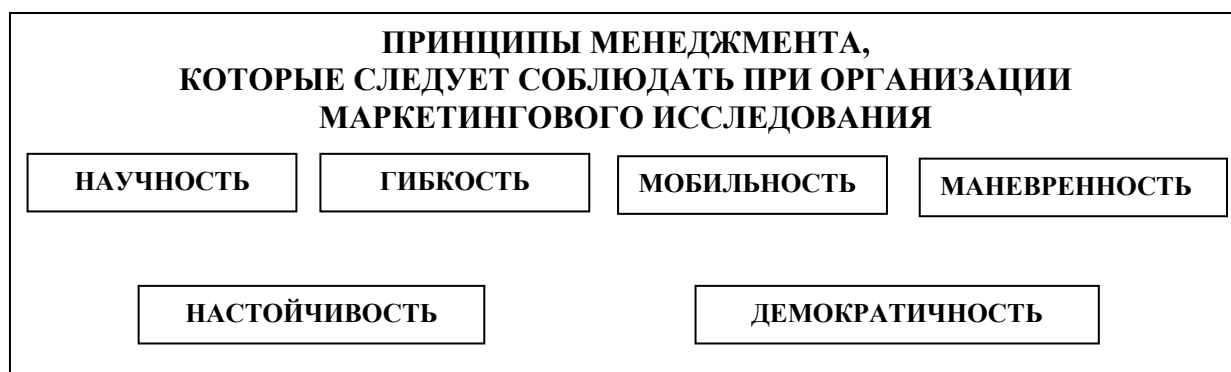 ПРИНЦИПЫ МЕНЕДЖМЕНТА,
КОТОРЫЕ СЛЕДУЕТ СОБЛЮДАТЬ ПРИ ОРГАНИЗАЦИИ
МАРКЕТИНГОВОГО ИССЛЕДОВАНИЯ
НАУЧНОСТЬ
ГИБКОСТЬ
МОБИЛЬНОСТЬ
МАНЕВРЕННОСТЬ
НАСТОЙЧИВОСТЬ
ДЕМОКРАТИЧНОСТЬ